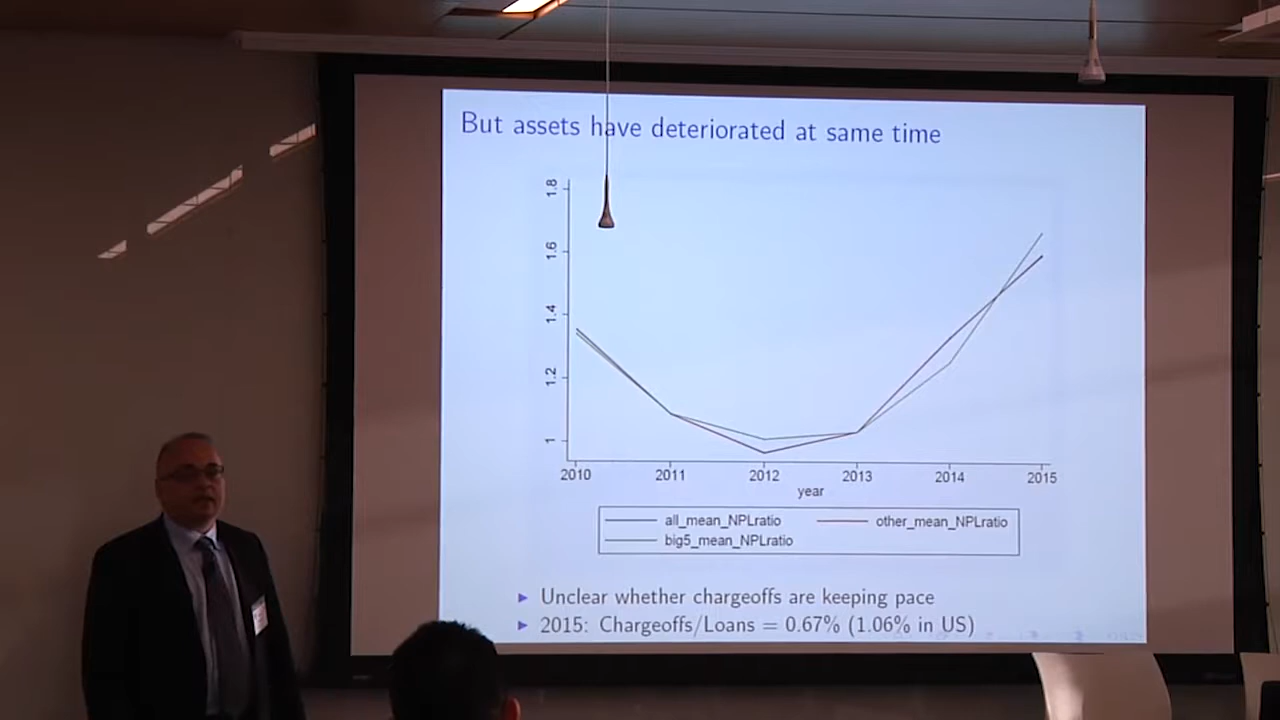 But assets have deteriorated at same time
1.8
1.6
1.4
1.2
1
2010 2011 2012 2013 2014 2015
year
all_mean_NPLratio other_mean_NPLratio
big5_mean_NPLratio
▶ Unclear whether chargeoffs are keeping pace
▶ 2015: Chargeoffs/Loans = 0.67% (1.06% in US)